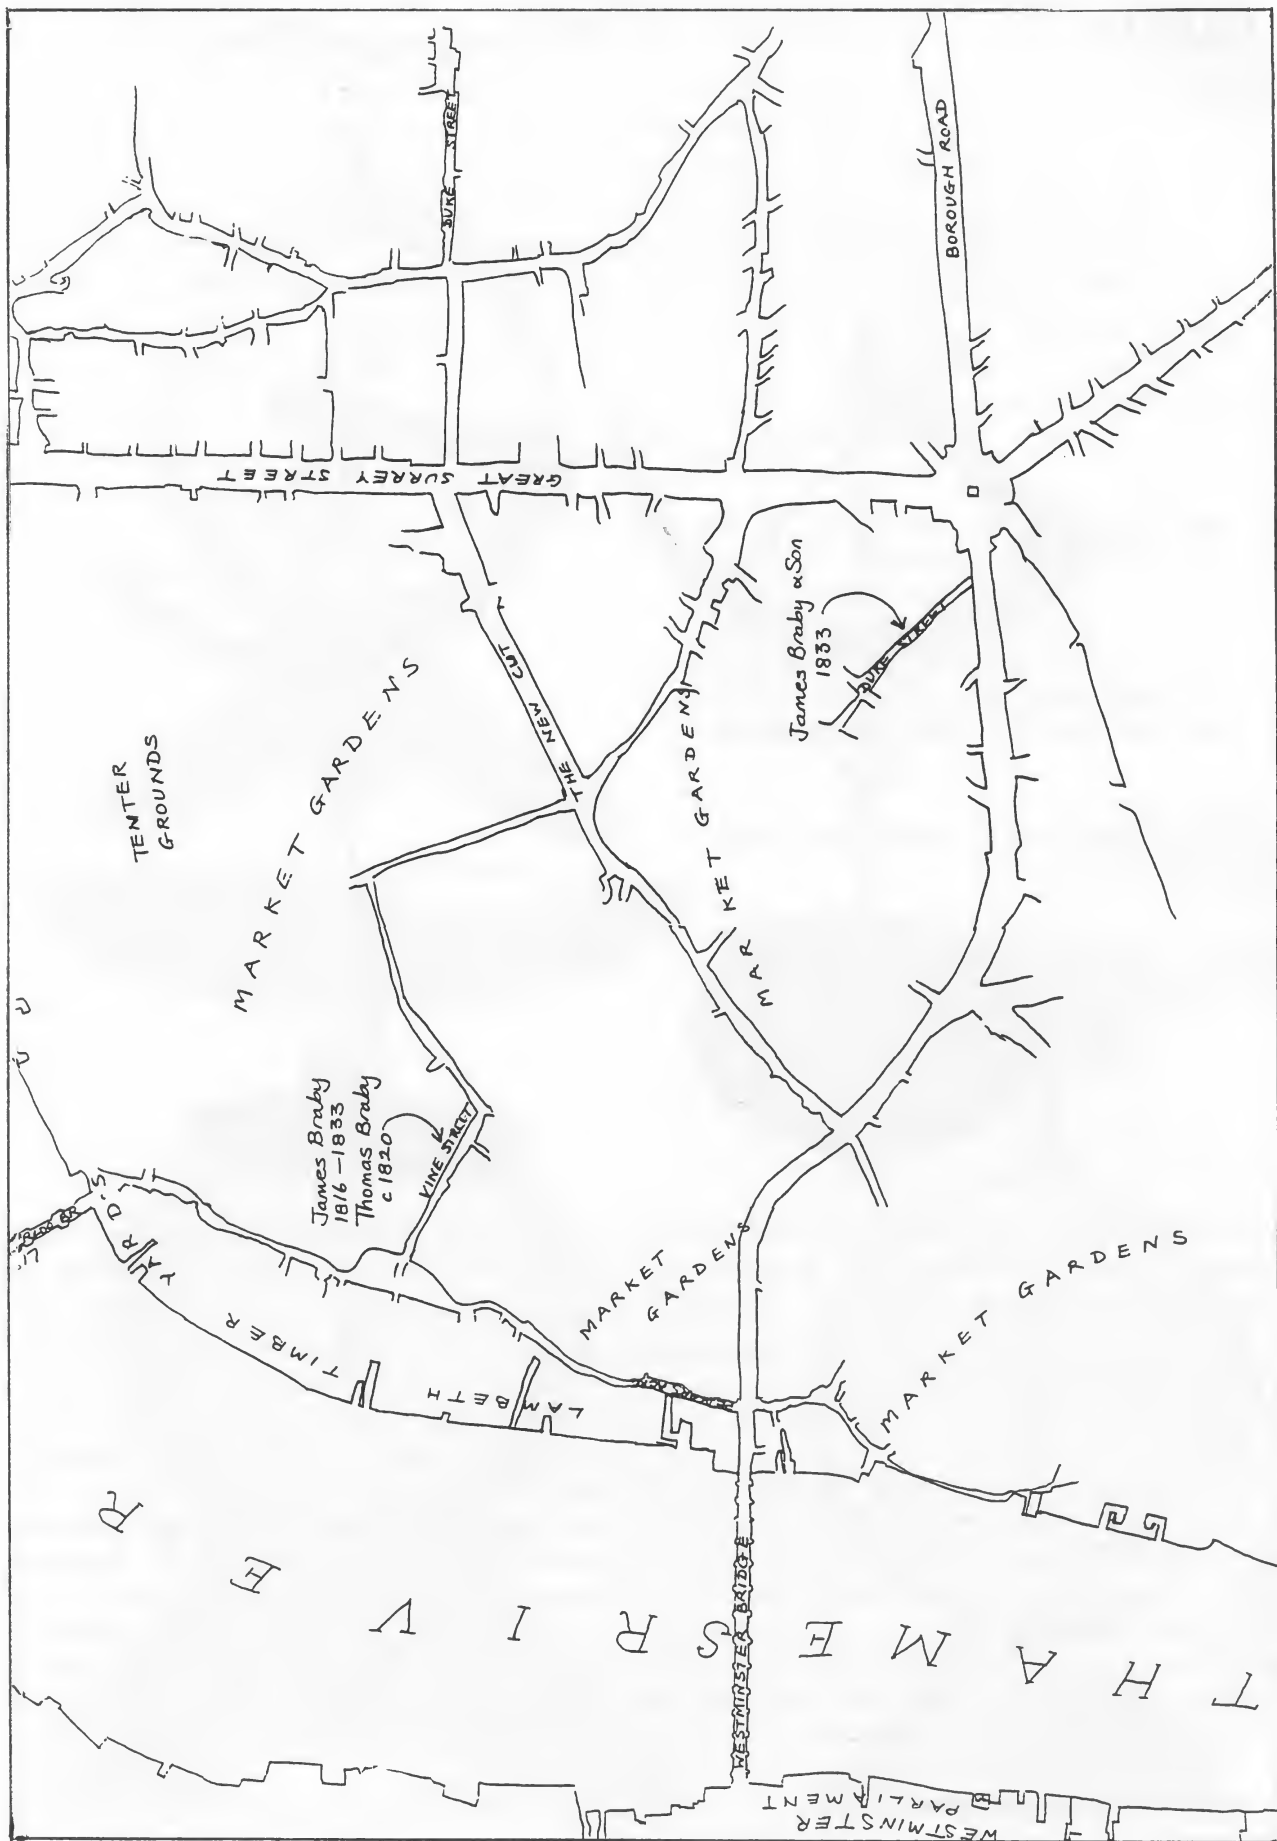 DUKE STREET
BOROUGH ROAD
GREAT SURREY STREET
James Braby & Son
1833
DUKE STREET
THE NEW CUT
TENTER
GROUNDS
MARKET GARDENS
MARKET GARDENS
James Braby
1816 – 1833
Thomas Braby
c 1820
VINE STREET
MARKET
GARDENS
MARKET GARDENS
LAMBETH TIMBER YARDS
WESTMINSTER BRIDGE
THAMES RIVER
WESTMINSTER
PARLIAMENT